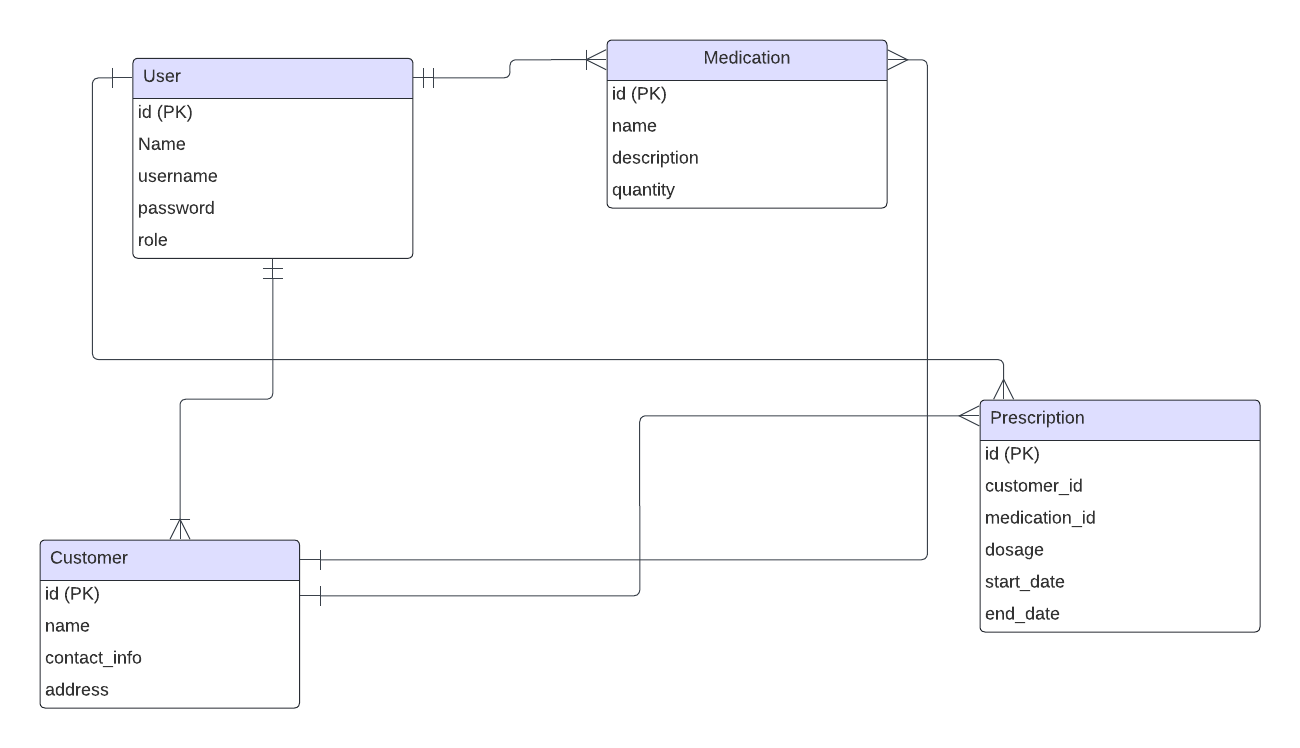 User
id (PK)
Name
username
password
role
Medication
id (PK)
name
description
quantity
Customer
id (PK)
name
contact_info
address
Prescription
id (PK)
customer_id
medication_id
dosage
start_date
end_date